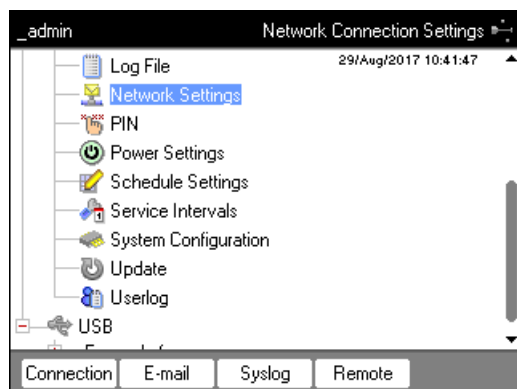 _admin
Network Connection Settings
Log File
29/Aug/2017 10:41:47
Network Settings
PIN
Power Settings
Schedule Settings
Service Intervals
System Configuration
Update
Userlog
USB
Connection
E-mail
Syslog
Remote